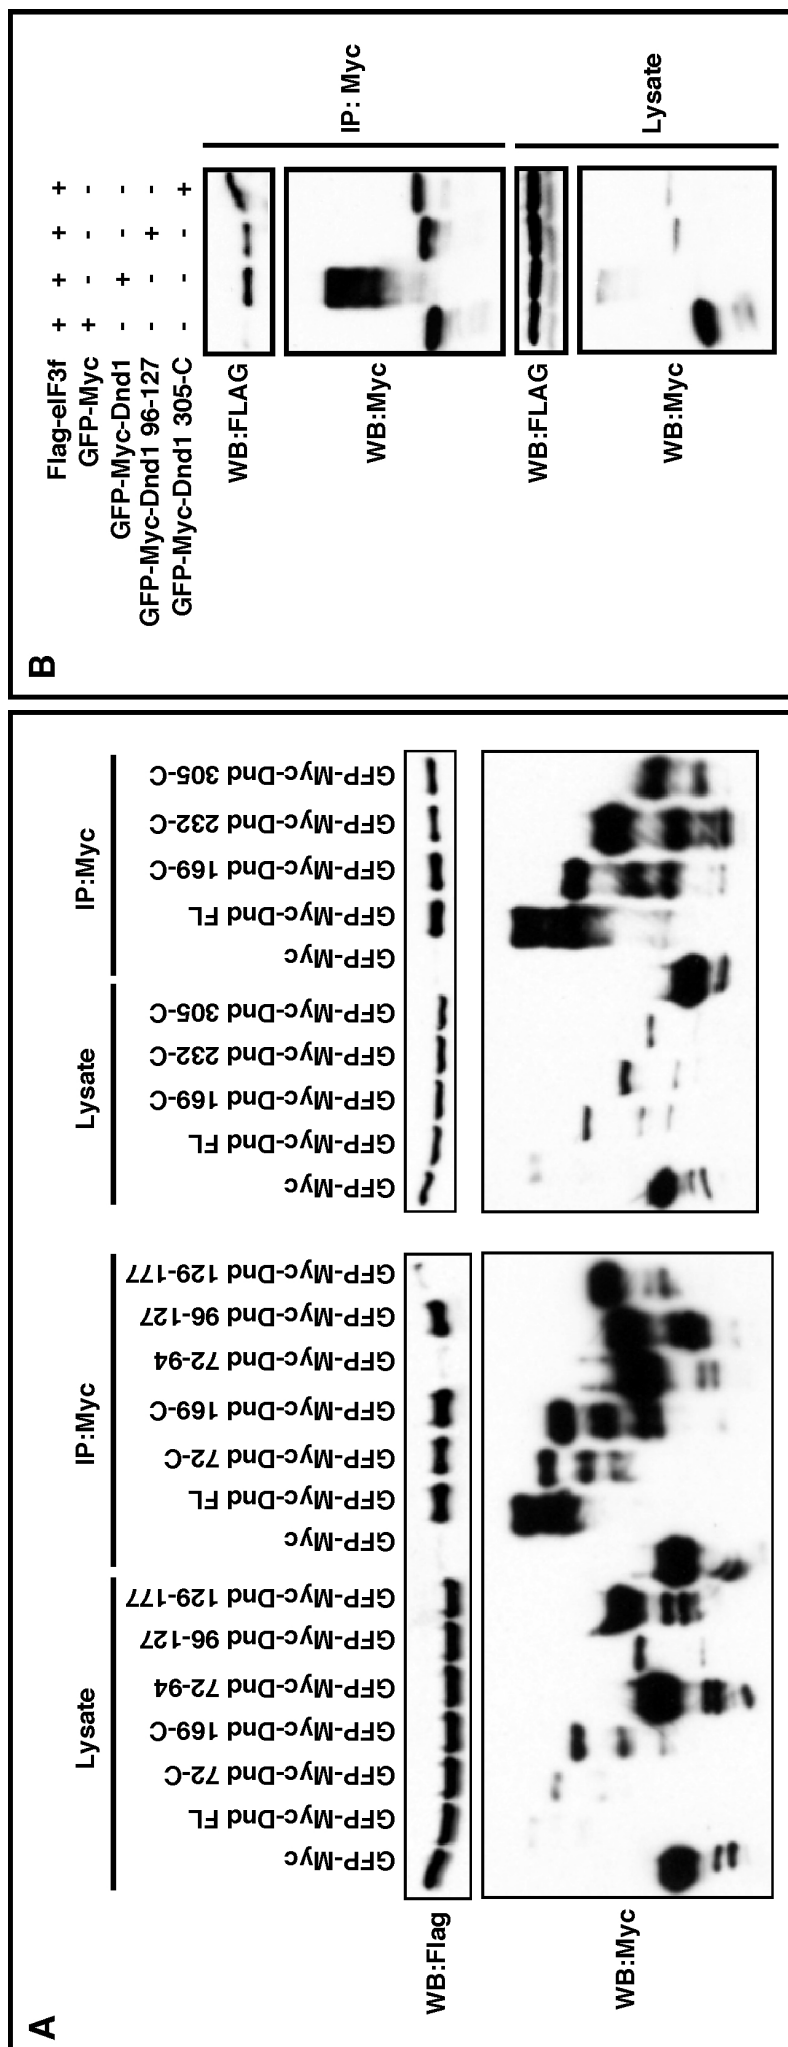 A
Lysate
IP:Myc
Lysate
IP:Myc
GFP-Myc
GFP-Myc-Dnd FL
GFP-Myc-Dnd 72-C
GFP-Myc-Dnd 169-C
GFP-Myc-Dnd 72-94
GFP-Myc-Dnd 96-127
GFP-Myc-Dnd 129-177
GFP-Myc
GFP-Myc-Dnd FL
GFP-Myc-Dnd 72-C
GFP-Myc-Dnd 169-C
GFP-Myc-Dnd 72-94
GFP-Myc-Dnd 96-127
GFP-Myc-Dnd 129-177
GFP-Myc
GFP-Myc-Dnd FL
GFP-Myc-Dnd 169-C
GFP-Myc-Dnd 232-C
GFP-Myc-Dnd 305-C
GFP-Myc
GFP-Myc-Dnd FL
GFP-Myc-Dnd 169-C
GFP-Myc-Dnd 232-C
GFP-Myc-Dnd 305-C
WB:Flag
WB:Myc
B
Flag-eIF3f + + + +
GFP-Myc + - - -
GFP-Myc-Dnd1 - + - -
GFP-Myc-Dnd1 96-127 - - + -
GFP-Myc-Dnd1 305-C - - - +
WB:FLAG
WB:Myc
IP: Myc
WB:FLAG
WB:Myc
Lysate